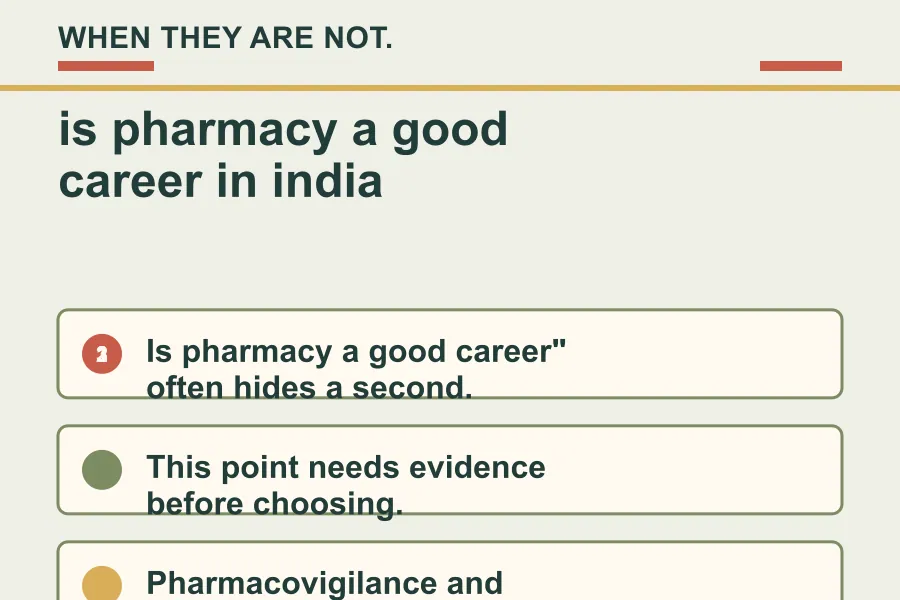 WHEN THEY ARE NOT.
is pharmacy a good
career in india
Is pharmacy a good career"
often hides a second.
This point needs evidence
before choosing.
Pharmacovigilance and